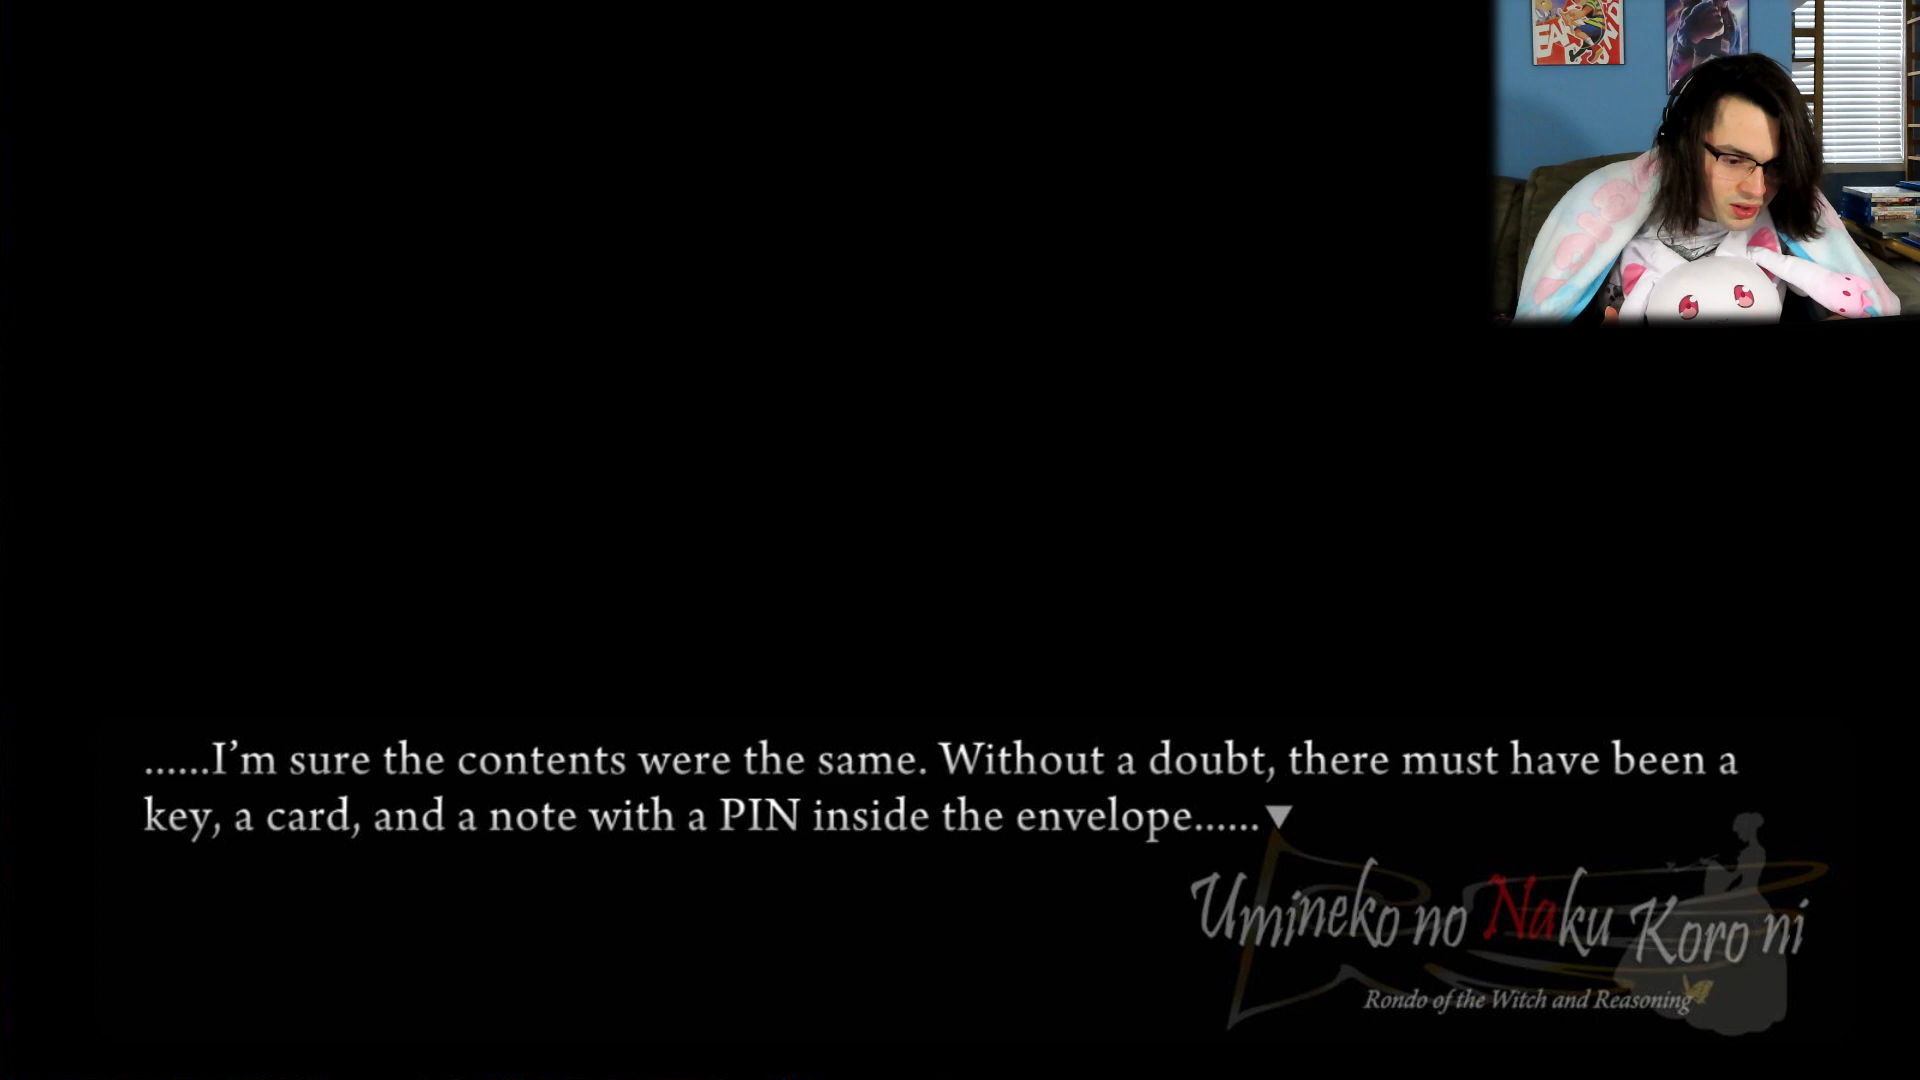 ......I'm sure the contents were the same. Without a doubt, there must have been a
key, a card, and a note with a PIN inside the envelope......▼
Umineko no Naku Koro ni
Rondo of the Witch and Reasoning